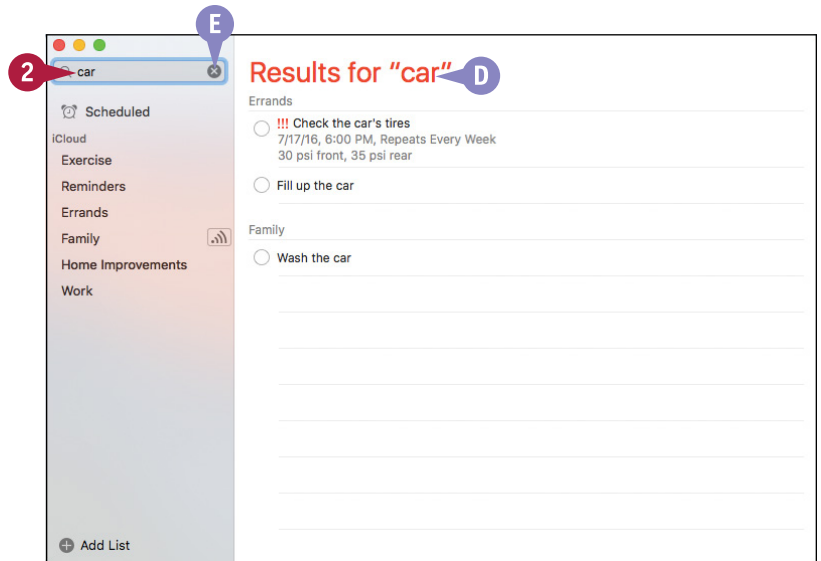 E
2
car
Results for “car”
D
Scheduled
iCloud
Exercise
Reminders
Errands
Family
Home Improvements
Work
Add List
Errands
!!! Check the car's tires
7/17/16, 6:00 PM, Repeats Every Week
30 psi front, 35 psi rear
Fill up the car
Family
Wash the car